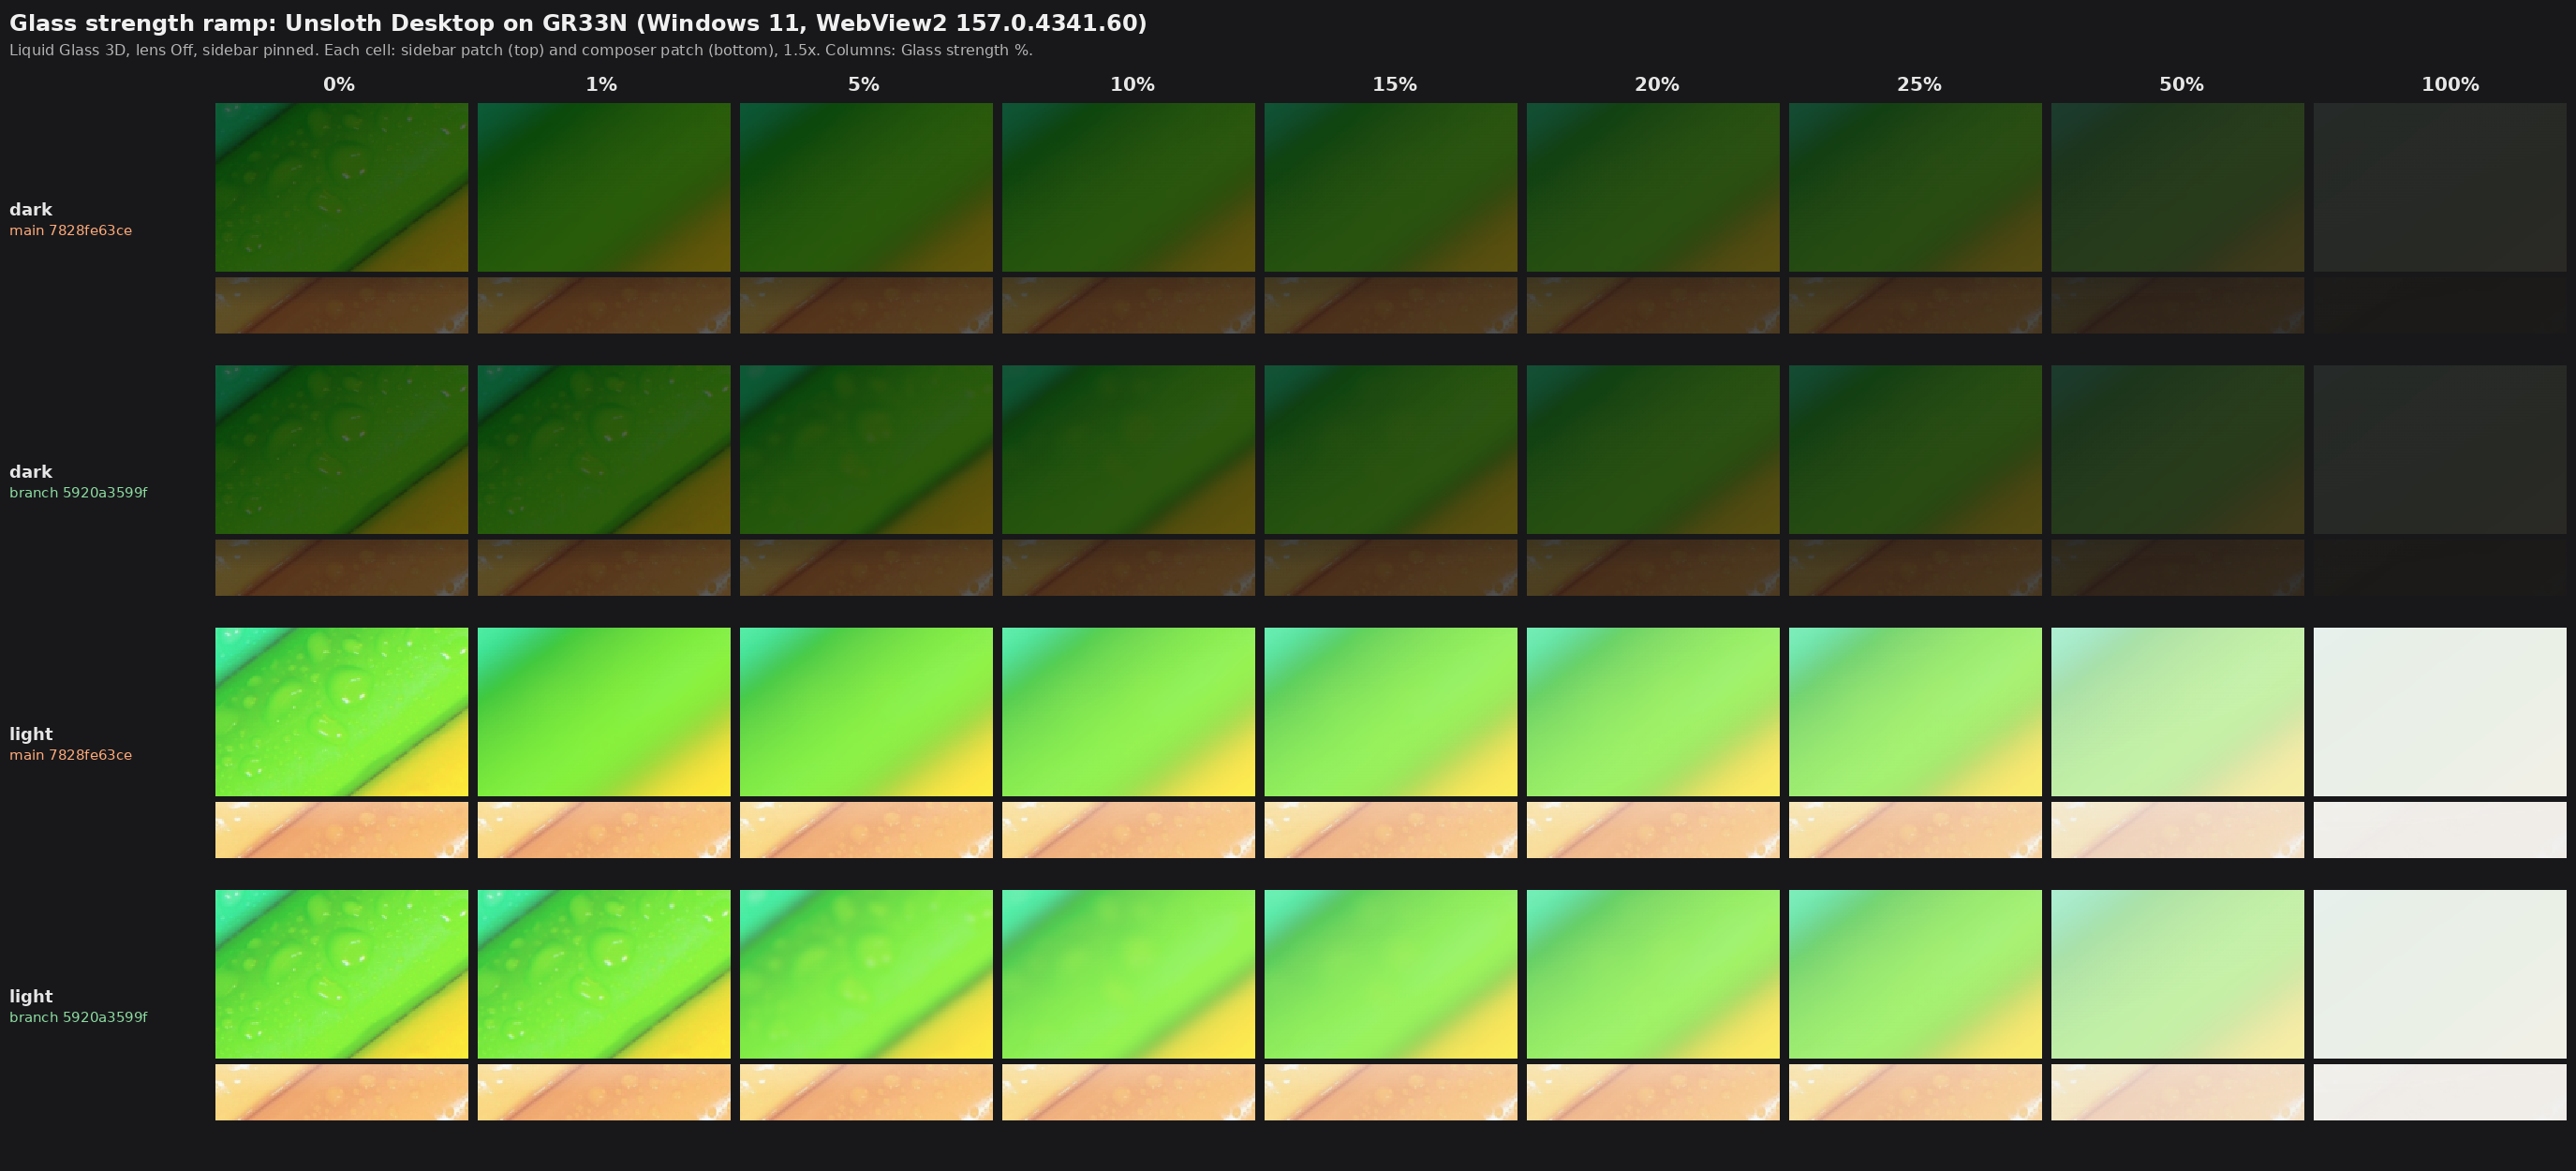 Glass strength ramp: Unsloth Desktop on GR33N (Windows 11, WebView2 157.0.4341.60)
Liquid Glass 3D, lens Off, sidebar pinned. Each cell: sidebar patch (top) and composer patch (bottom), 1.5x. Columns: Glass strength %.
0% 1% 5% 10% 15% 20% 25% 50% 100%
dark
main 7828fe63ce
dark
branch 5920a3599f
light
main 7828fe63ce
light
branch 5920a3599f